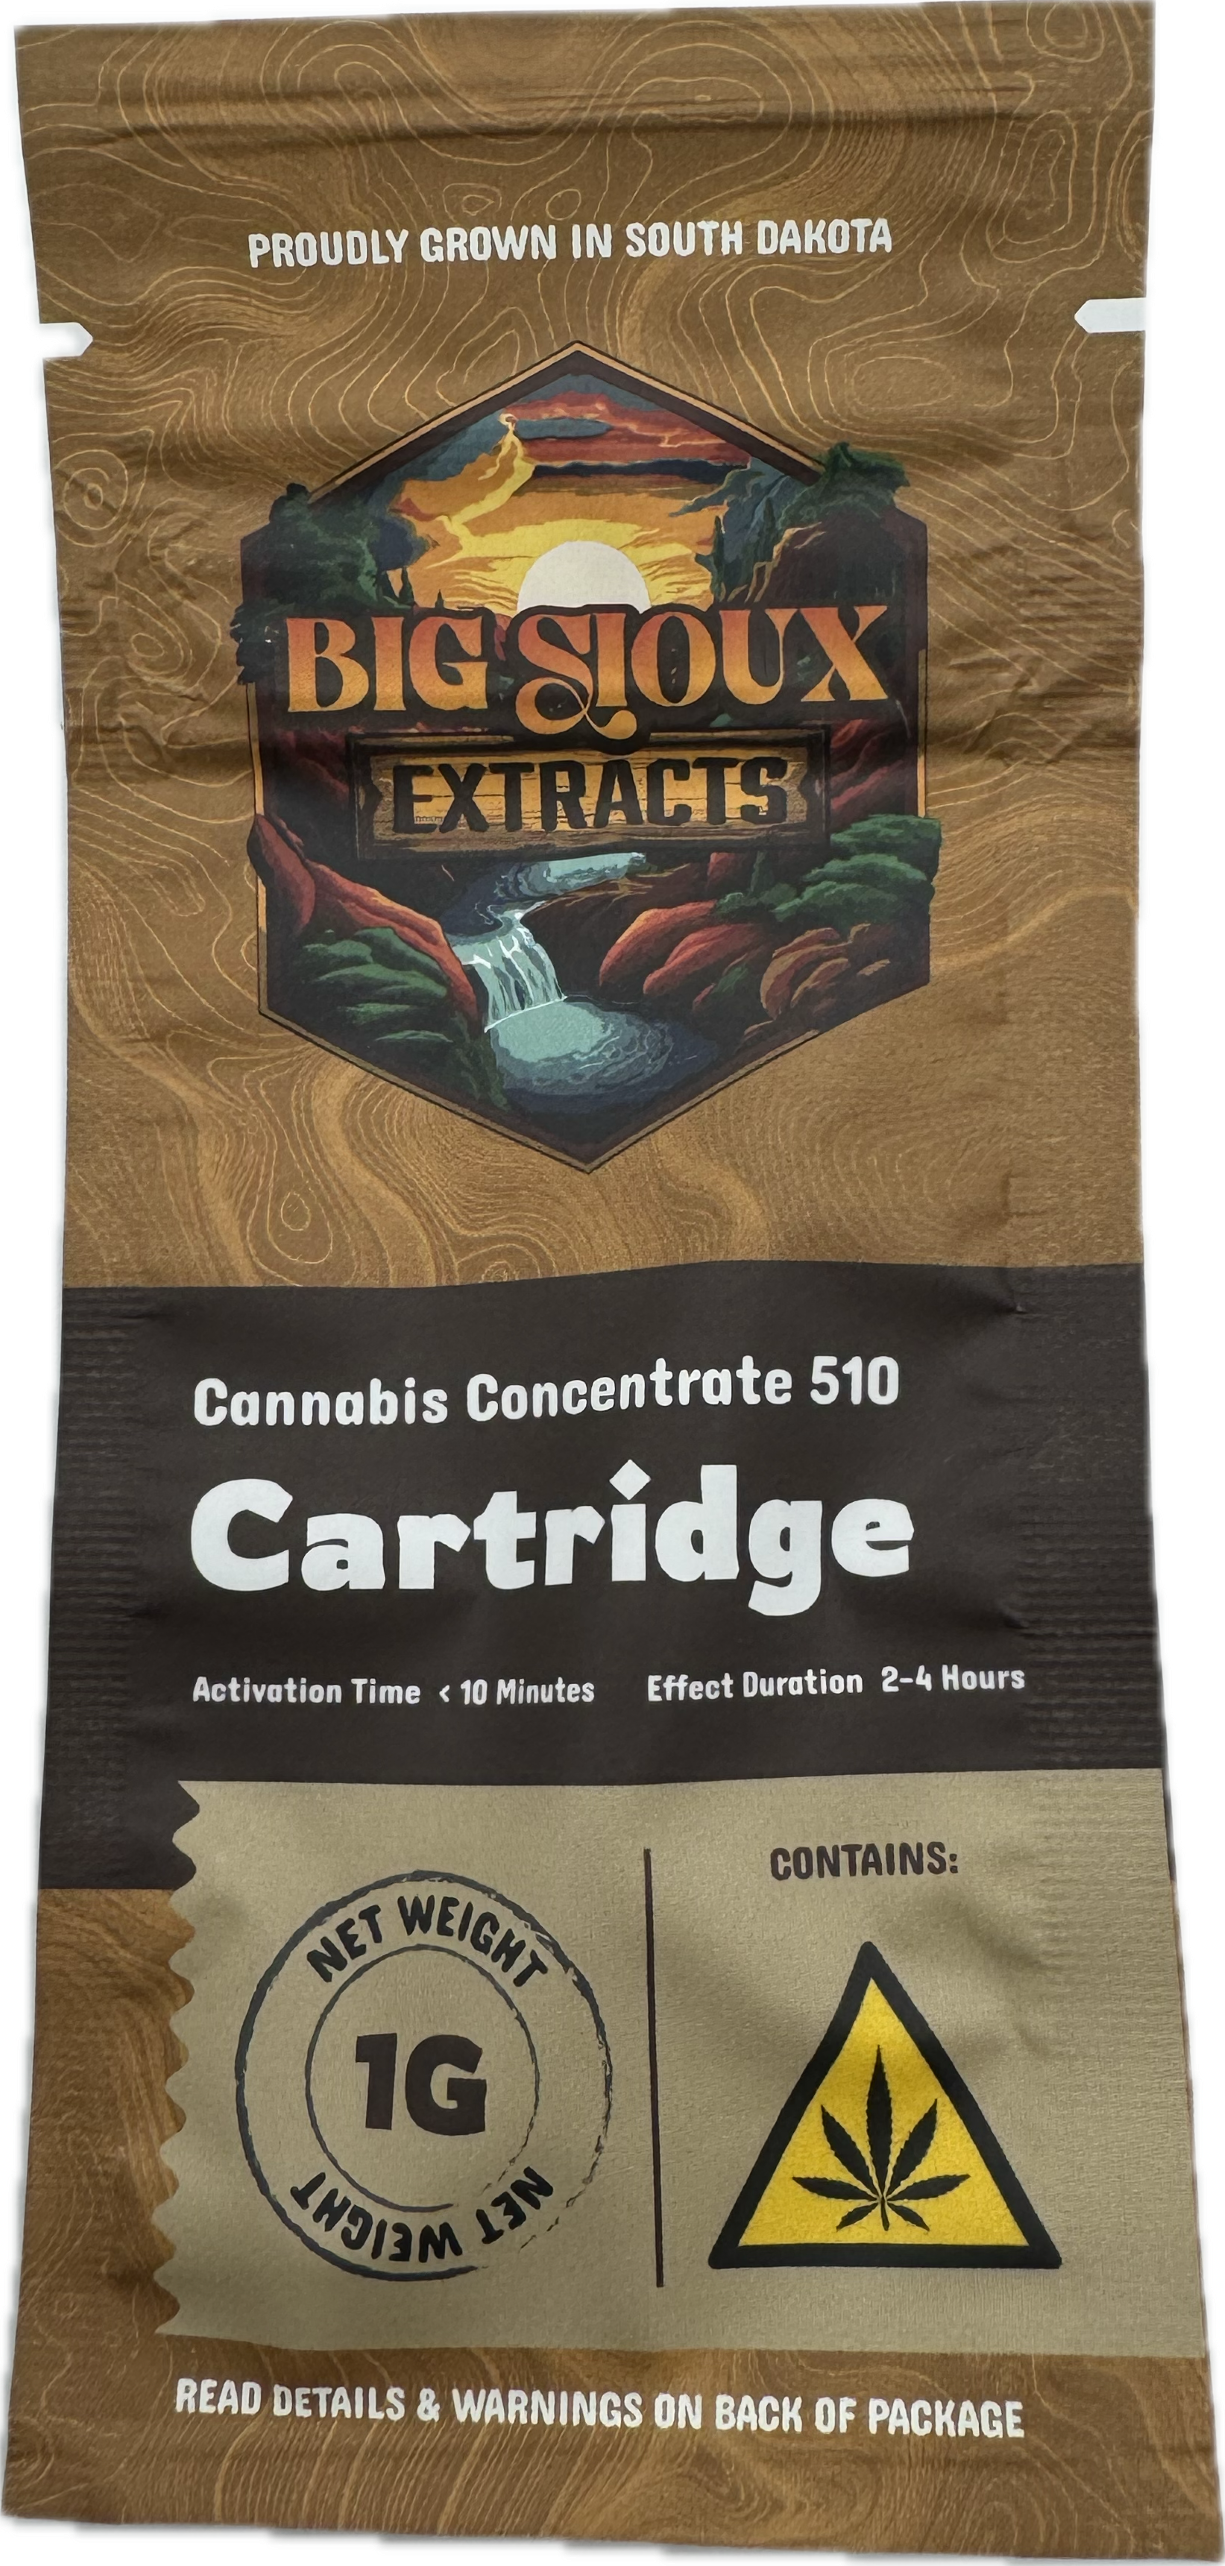 PROUDLY GROWN IN SOUTH DAKOTA
BIG SIOUX
EXTRACTS
Cannabis Concentrate 510
Cartridge
Activation Time < 10 Minutes Effect Duration 2-4 Hours
NET WEIGHT
1G
NET WEIGHT
CONTAINS:
READ DETAILS & WARNINGS ON BACK OF PACKAGE